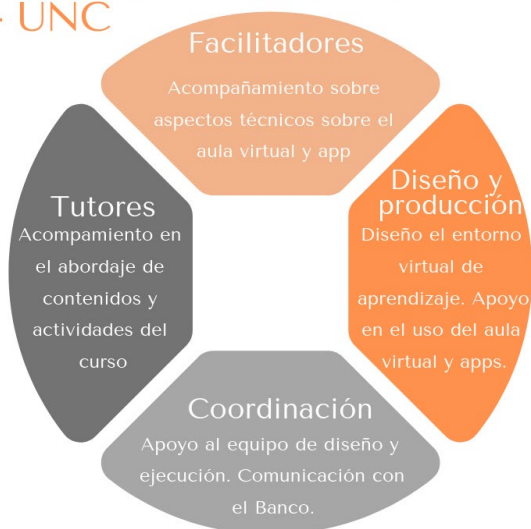 - UNC
Facilitadores
Acompañamiento sobre
aspectos técnicos sobre el
aula virtual y app
Tutores
Acompamiento en
el abordaje de
contenidos y
actividades del
curso
Diseño y
producción
Diseño el entorno
virtual de
aprendizaje. Apoyo
en el uso del aula
virtual y apps.
Coordinación
Apoyo al equipo de diseño y
ejecución. Comunicación con
el Banco.